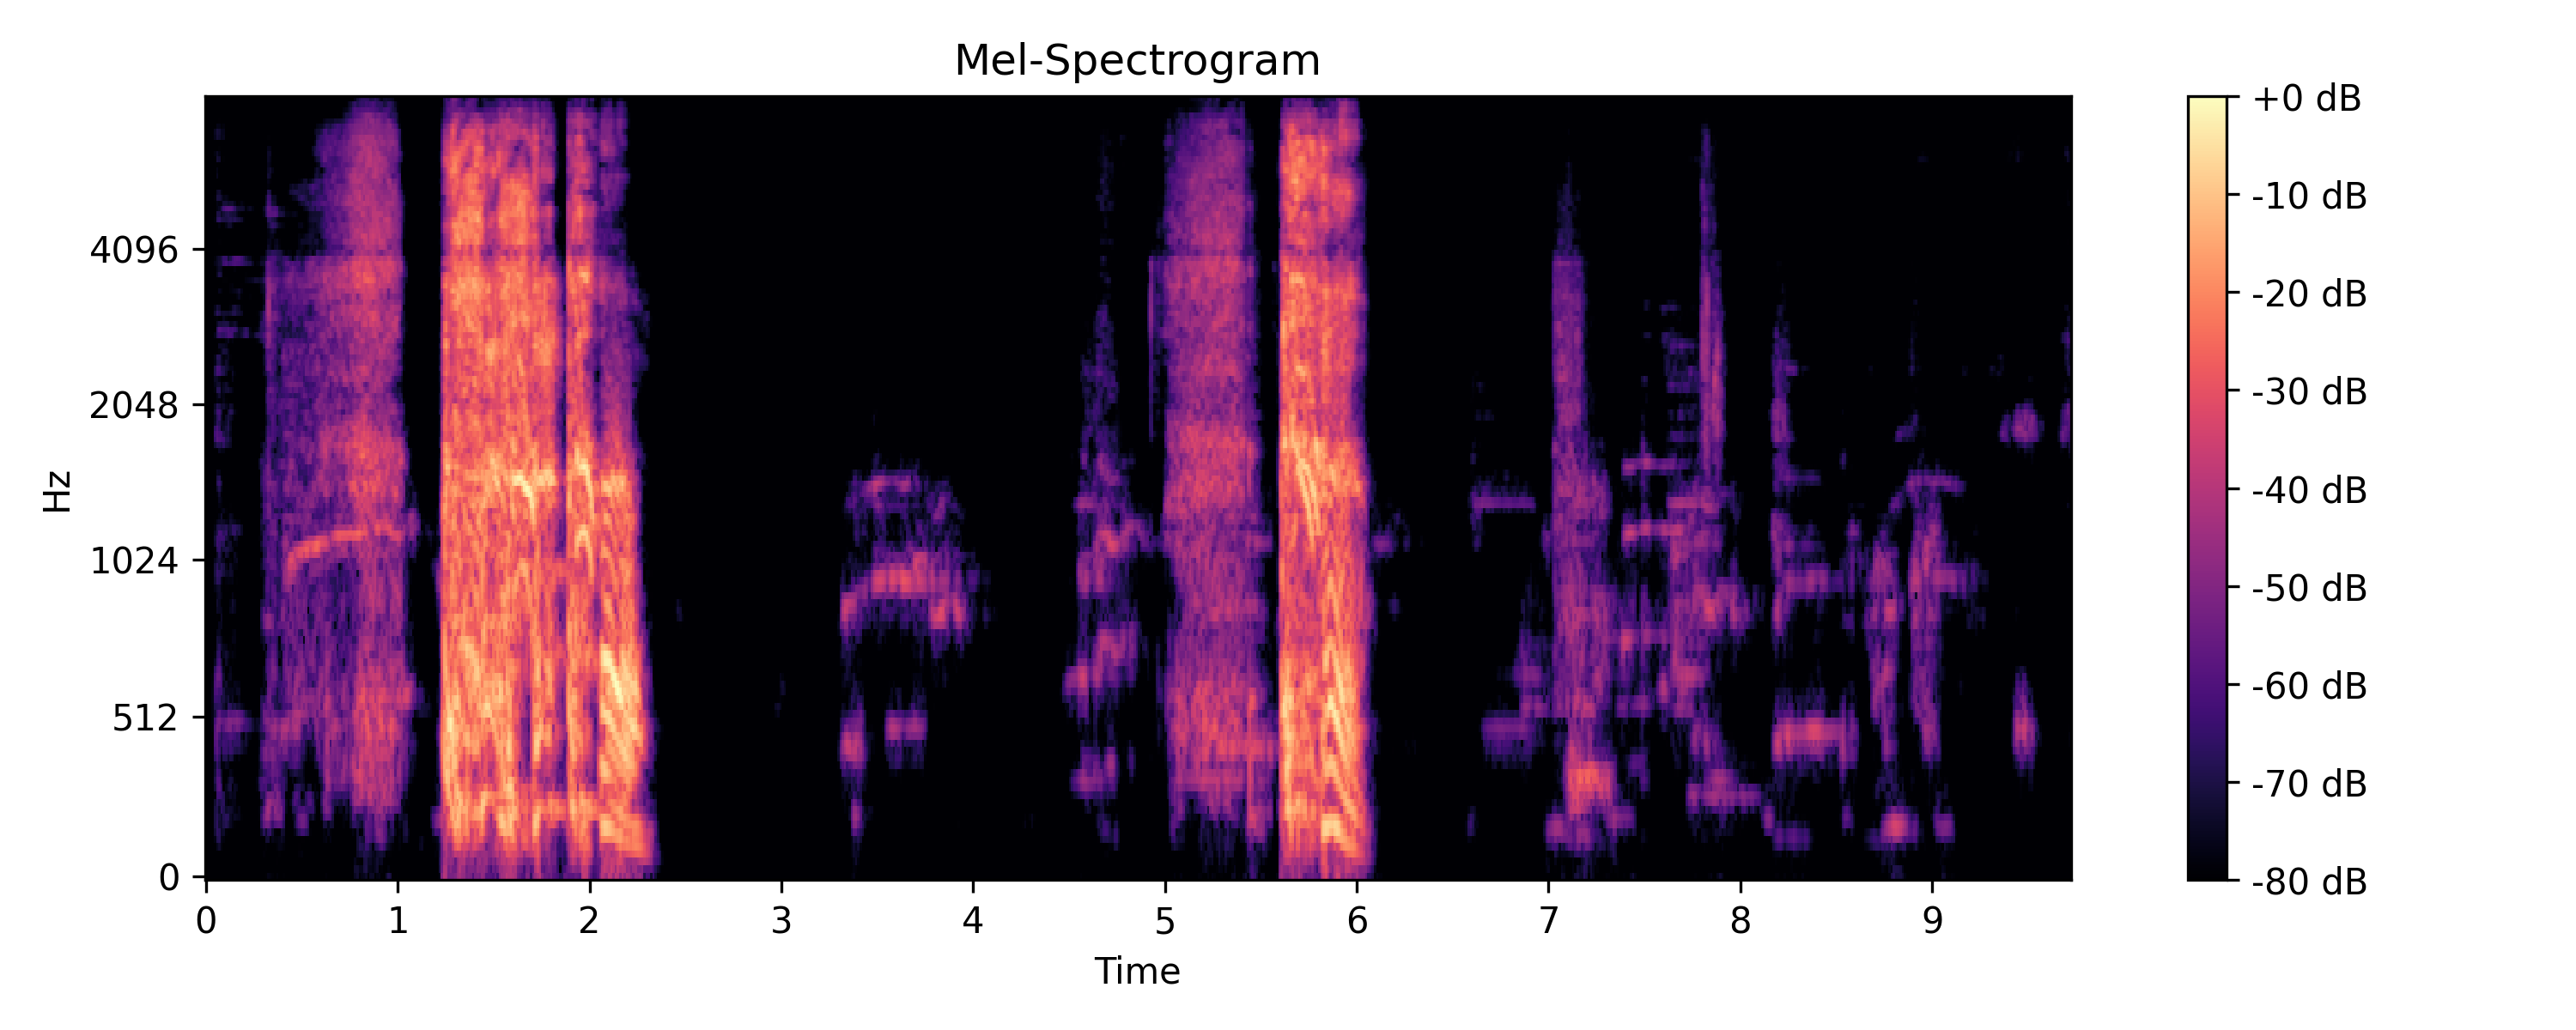 Mel-Spectrogram
Hz
4096
2048
1024
512
0
0 1 2 3 4 5 6 7 8 9
Time
+0 dB
-10 dB
-20 dB
-30 dB
-40 dB
-50 dB
-60 dB
-70 dB
-80 dB